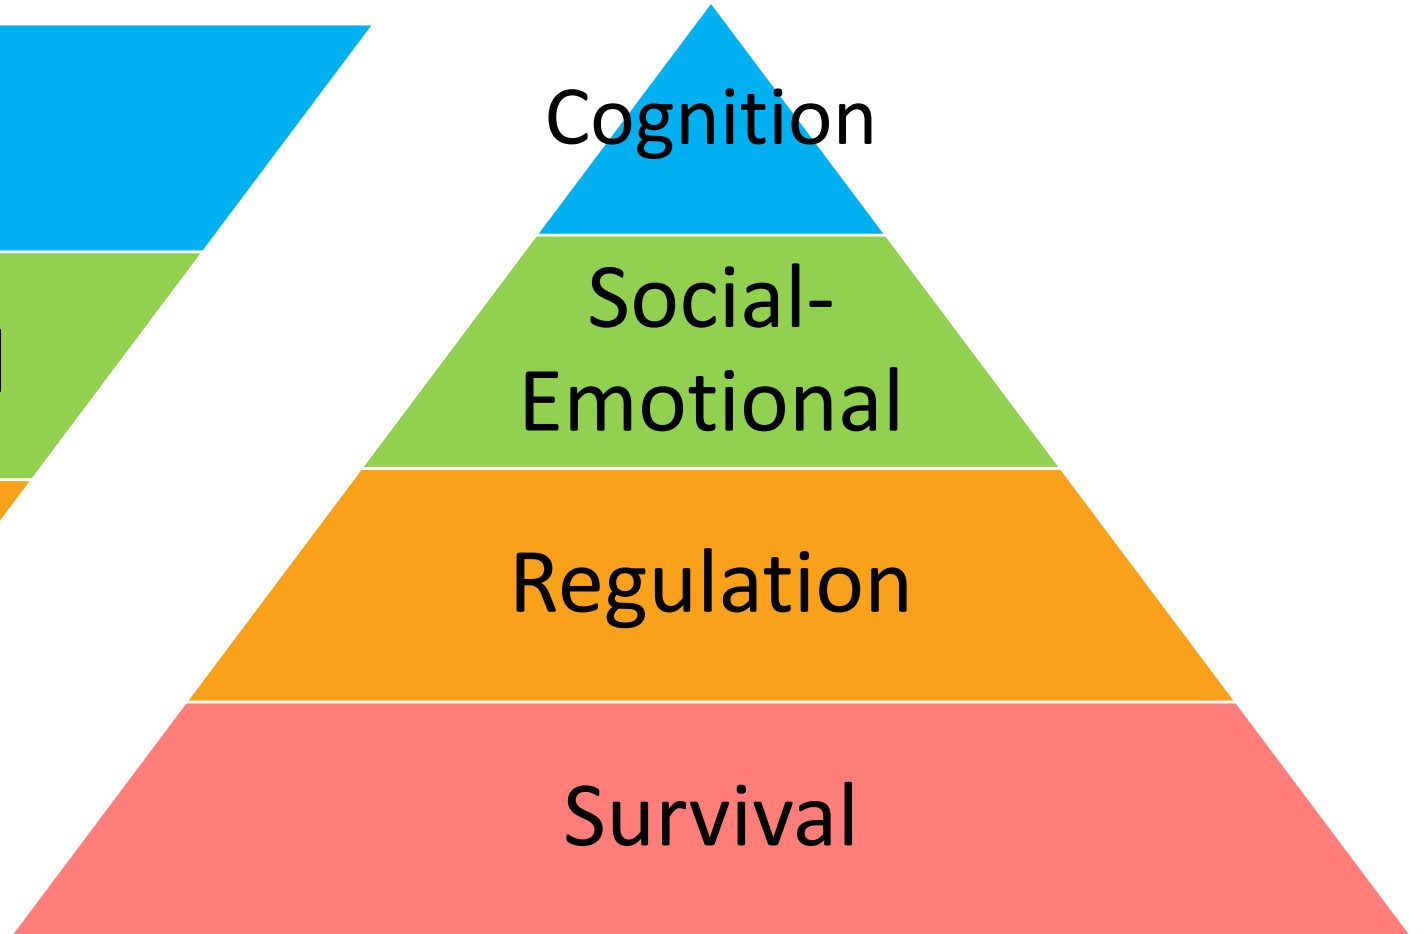 Cognition
Social-
Emotional
Regulation
Survival